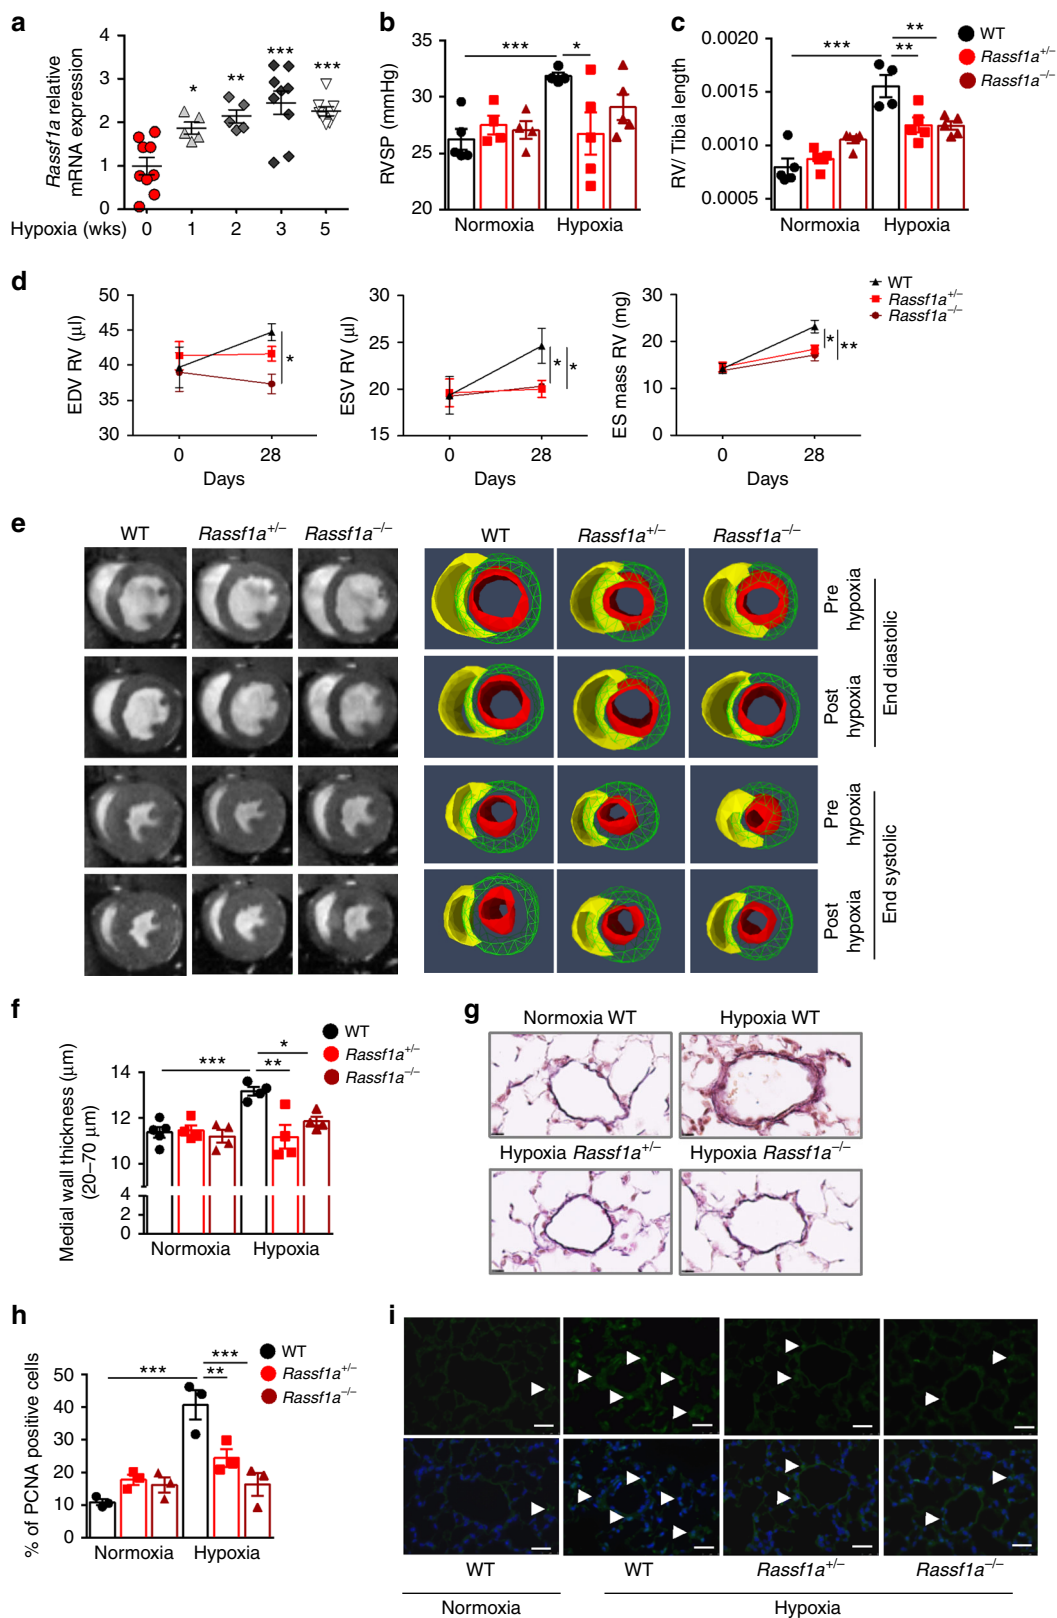 a
Rassf1a relative
mRNA expression
4
3
2
1
0
* ** *** ***
Hypoxia (wks) 0 1 2 3 5
b
RVSP (mmHg)
35
30
25
20
*** *
Normoxia Hypoxia
c
RV/ Tibia length
0.0020
0.0015
0.0010
0.0005
**
*** **
Normoxia Hypoxia
WT
Rassf1a+/–
Rassf1a–/–
d
EDV RV (µl)
50
45
40
35
30
*
0 28
Days
ESV RV (µl)
30
25
20
15
* *
0 28
Days
ES mass RV (mg)
30
20
10
0
* **
0 28
Days
WT
Rassf1a+/–
Rassf1a–/–
e
WT Rassf1a+/– Rassf1a–/– WT Rassf1a+/– Rassf1a–/–
Pre
hypoxia
Post
hypoxia
End diastolic
Pre
hypoxia
Post
hypoxia
End systolic
f
Medial wall thickness (µm)
(20–70 µm)
14
12
10
4
2
0
*
*** **
Normoxia Hypoxia
WT
Rassf1a+/–
Rassf1a–/–
g
Normoxia WT Hypoxia WT
Hypoxia Rassf1a+/– Hypoxia Rassf1a–/–
h
% of PCNA positive cells
50
40
30
20
10
0
***
*** **
Normoxia Hypoxia
WT
Rassf1a+/–
Rassf1a–/–
i
WT WT Rassf1a+/– Rassf1a–/–
Normoxia Hypoxia